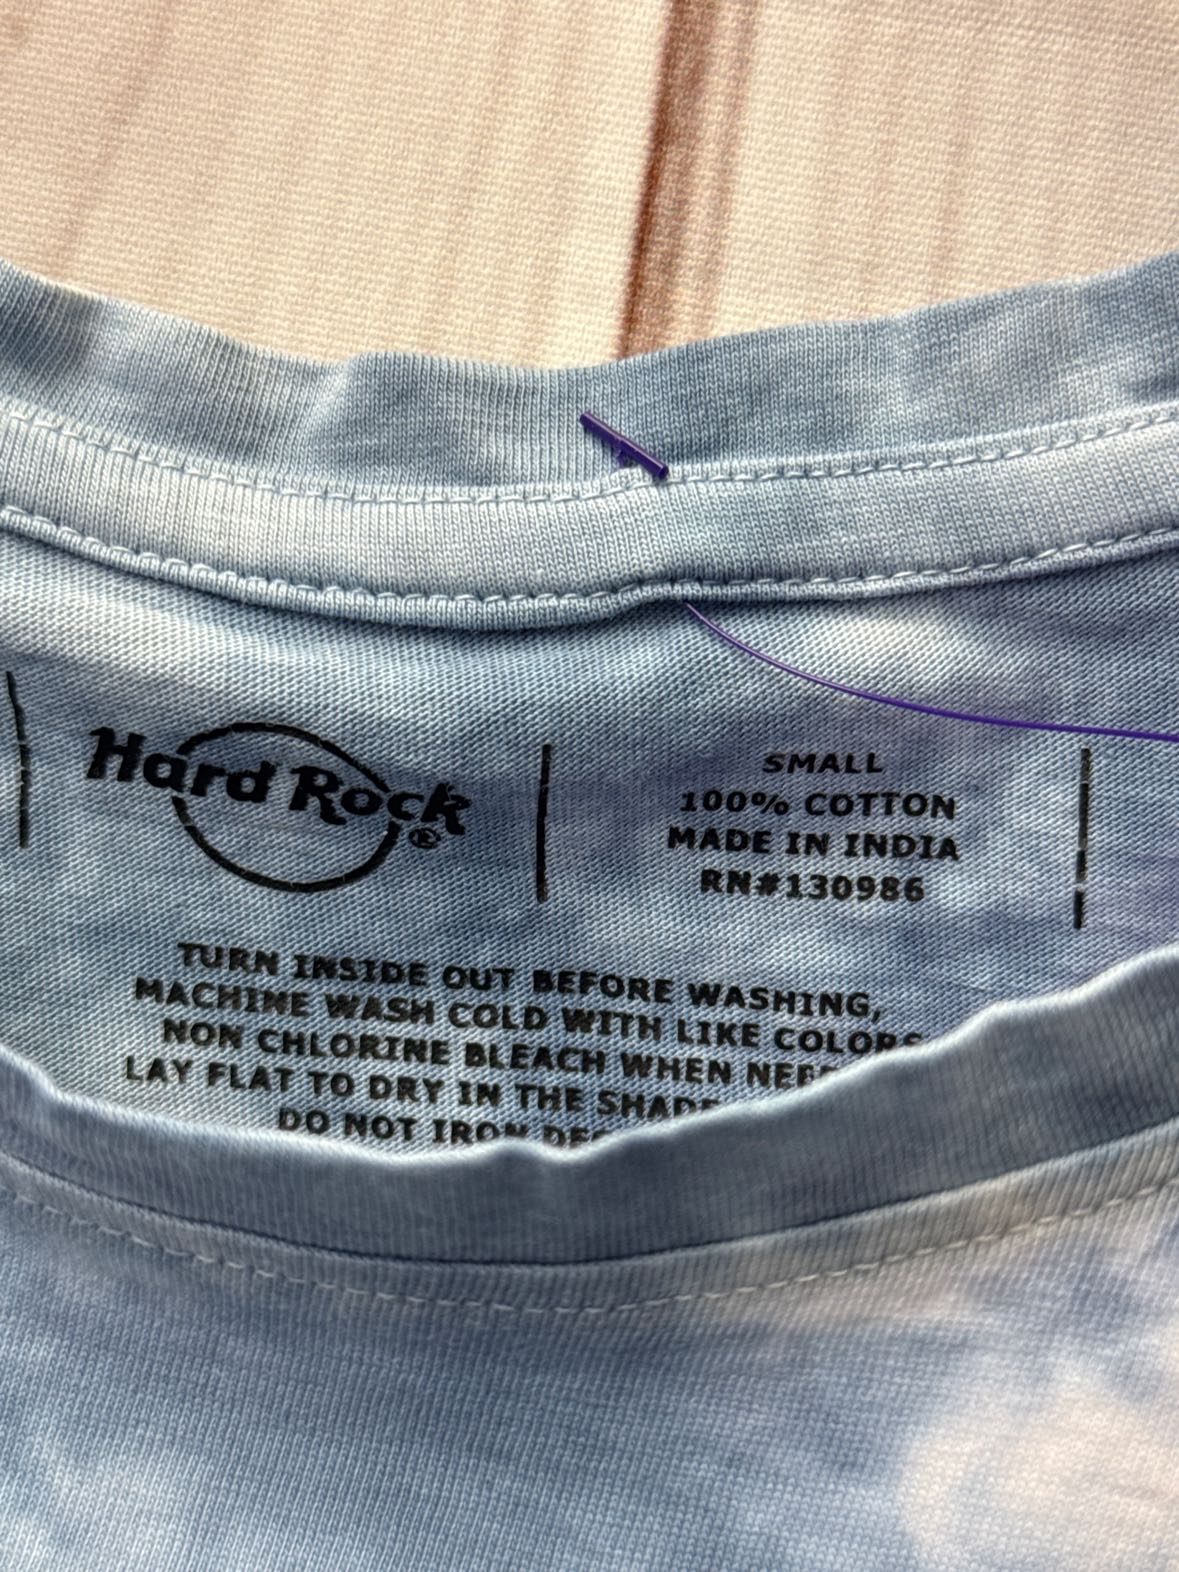 Hard Rock®
SMALL
100% COTTON
MADE IN INDIA
RN#130986
TURN INSIDE OUT BEFORE WASHING,
MACHINE WASH COLD WITH LIKE COLORS
NON CHLORINE BLEACH WHEN
LAY FLAT TO DRY IN THE SHADE
DO NOT IRON